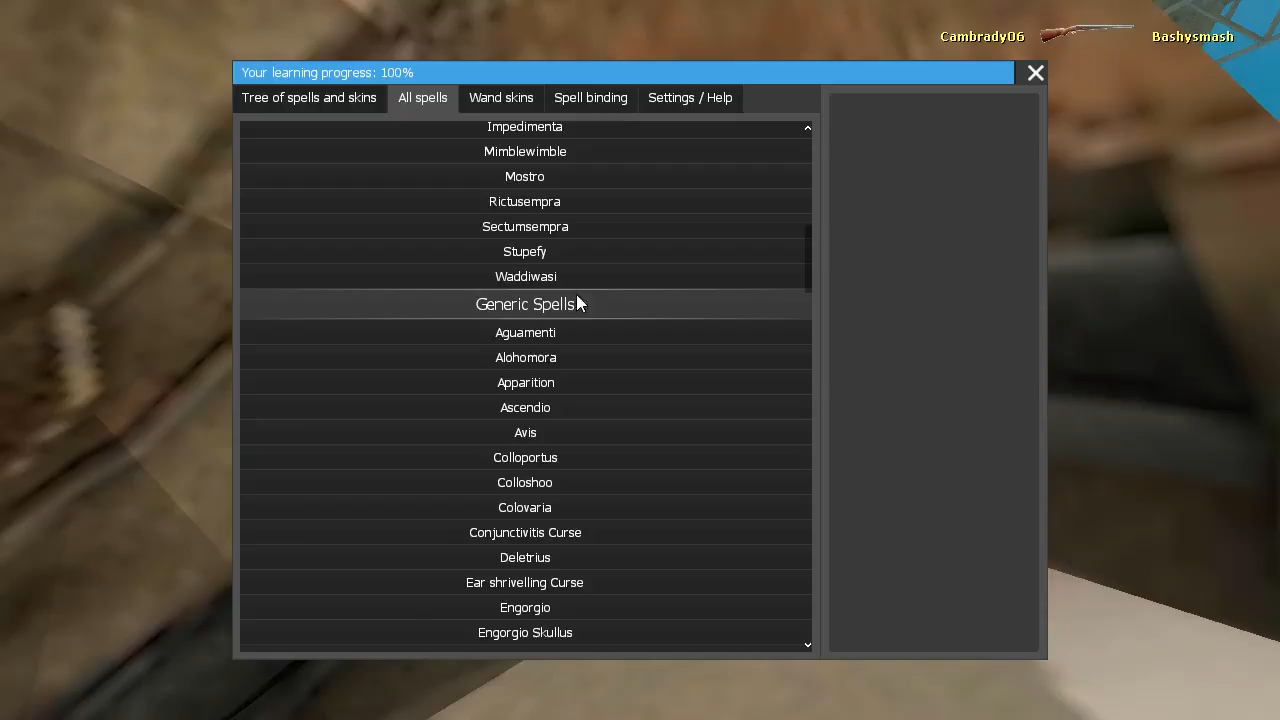 Cambrady06 Bashysmash
Your learning progress: 100%
Tree of spells and skins All spells Wand skins Spell binding Settings / Help
Impedimenta
Mimblewimble
Mostro
Rictusempra
Sectumsempra
Stupefy
Waddiwasi
Generic Spells
Aguamenti
Alohomora
Apparition
Ascendio
Avis
Colloportus
Colloshoo
Colovaria
Conjunctivitis Curse
Deletrius
Ear shrivelling Curse
Engorgio
Engorgio Skullus